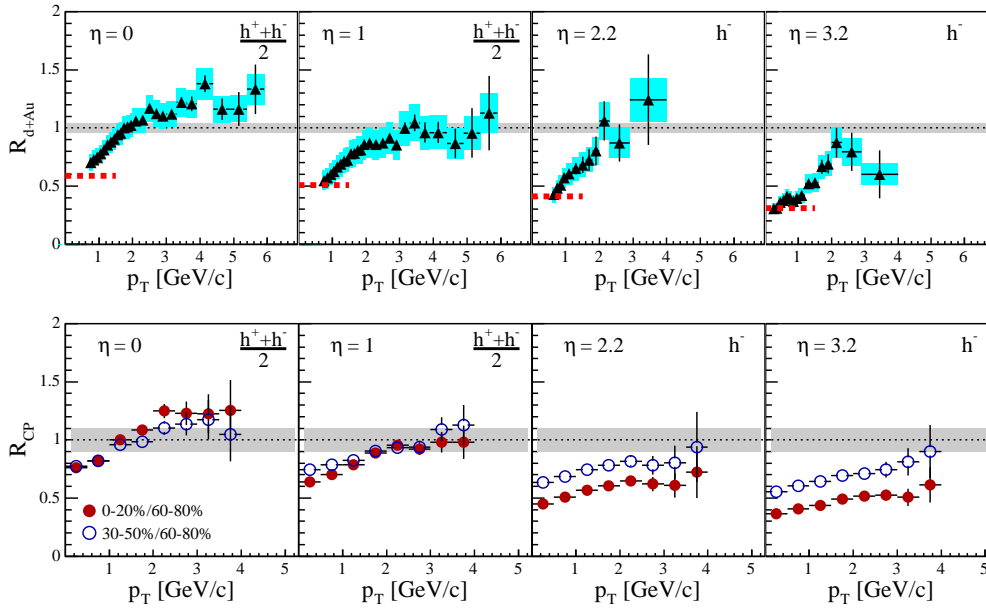 η = 0
h⁺+h⁻
2
η = 1
h⁺+h⁻
2
η = 2.2
h⁻
η = 3.2
h⁻
R_d+Au
2
1.5
1
0.5
0
1 2 3 4 5 6
1 2 3 4 5 6
1 2 3 4 5 6
1 2 3 4 5 6
p_T [GeV/c]
p_T [GeV/c]
p_T [GeV/c]
p_T [GeV/c]
η = 0
h⁺+h⁻
2
η = 1
h⁺+h⁻
2
η = 2.2
h⁻
η = 3.2
h⁻
R_CP
2
1.5
1
0.5
0
0-20%/60-80%
30-50%/60-80%
0 1 2 3 4 5
1 2 3 4 5
1 2 3 4 5
1 2 3 4 5
p_T [GeV/c]
p_T [GeV/c]
p_T [GeV/c]
p_T [GeV/c]